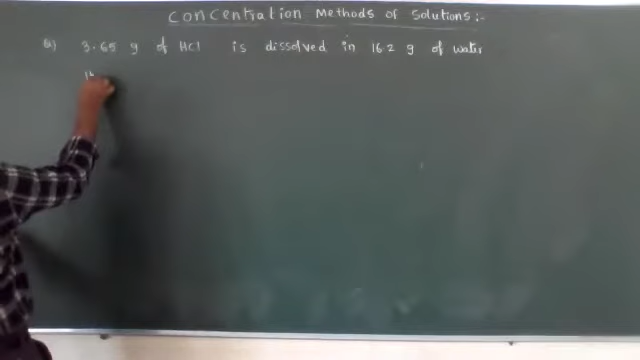 Concentration Methods of Solutions:-
Q) 3.65 g of HCl is dissolved in 16.2 g of water